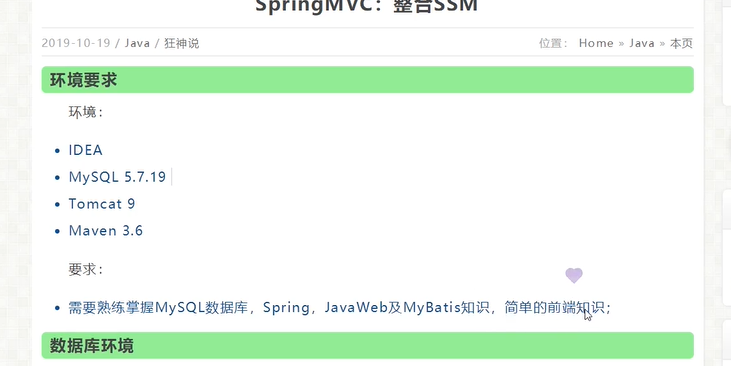 SpringMVC：整合SSM
2019-10-19 / Java / 狂神说
位置： Home » Java » 本页
环境要求
环境：
IDEA
MySQL 5.7.19
Tomcat 9
Maven 3.6
要求：
需要熟练掌握MySQL数据库，Spring，JavaWeb及MyBatis知识，简单的前端知识；
数据库环境